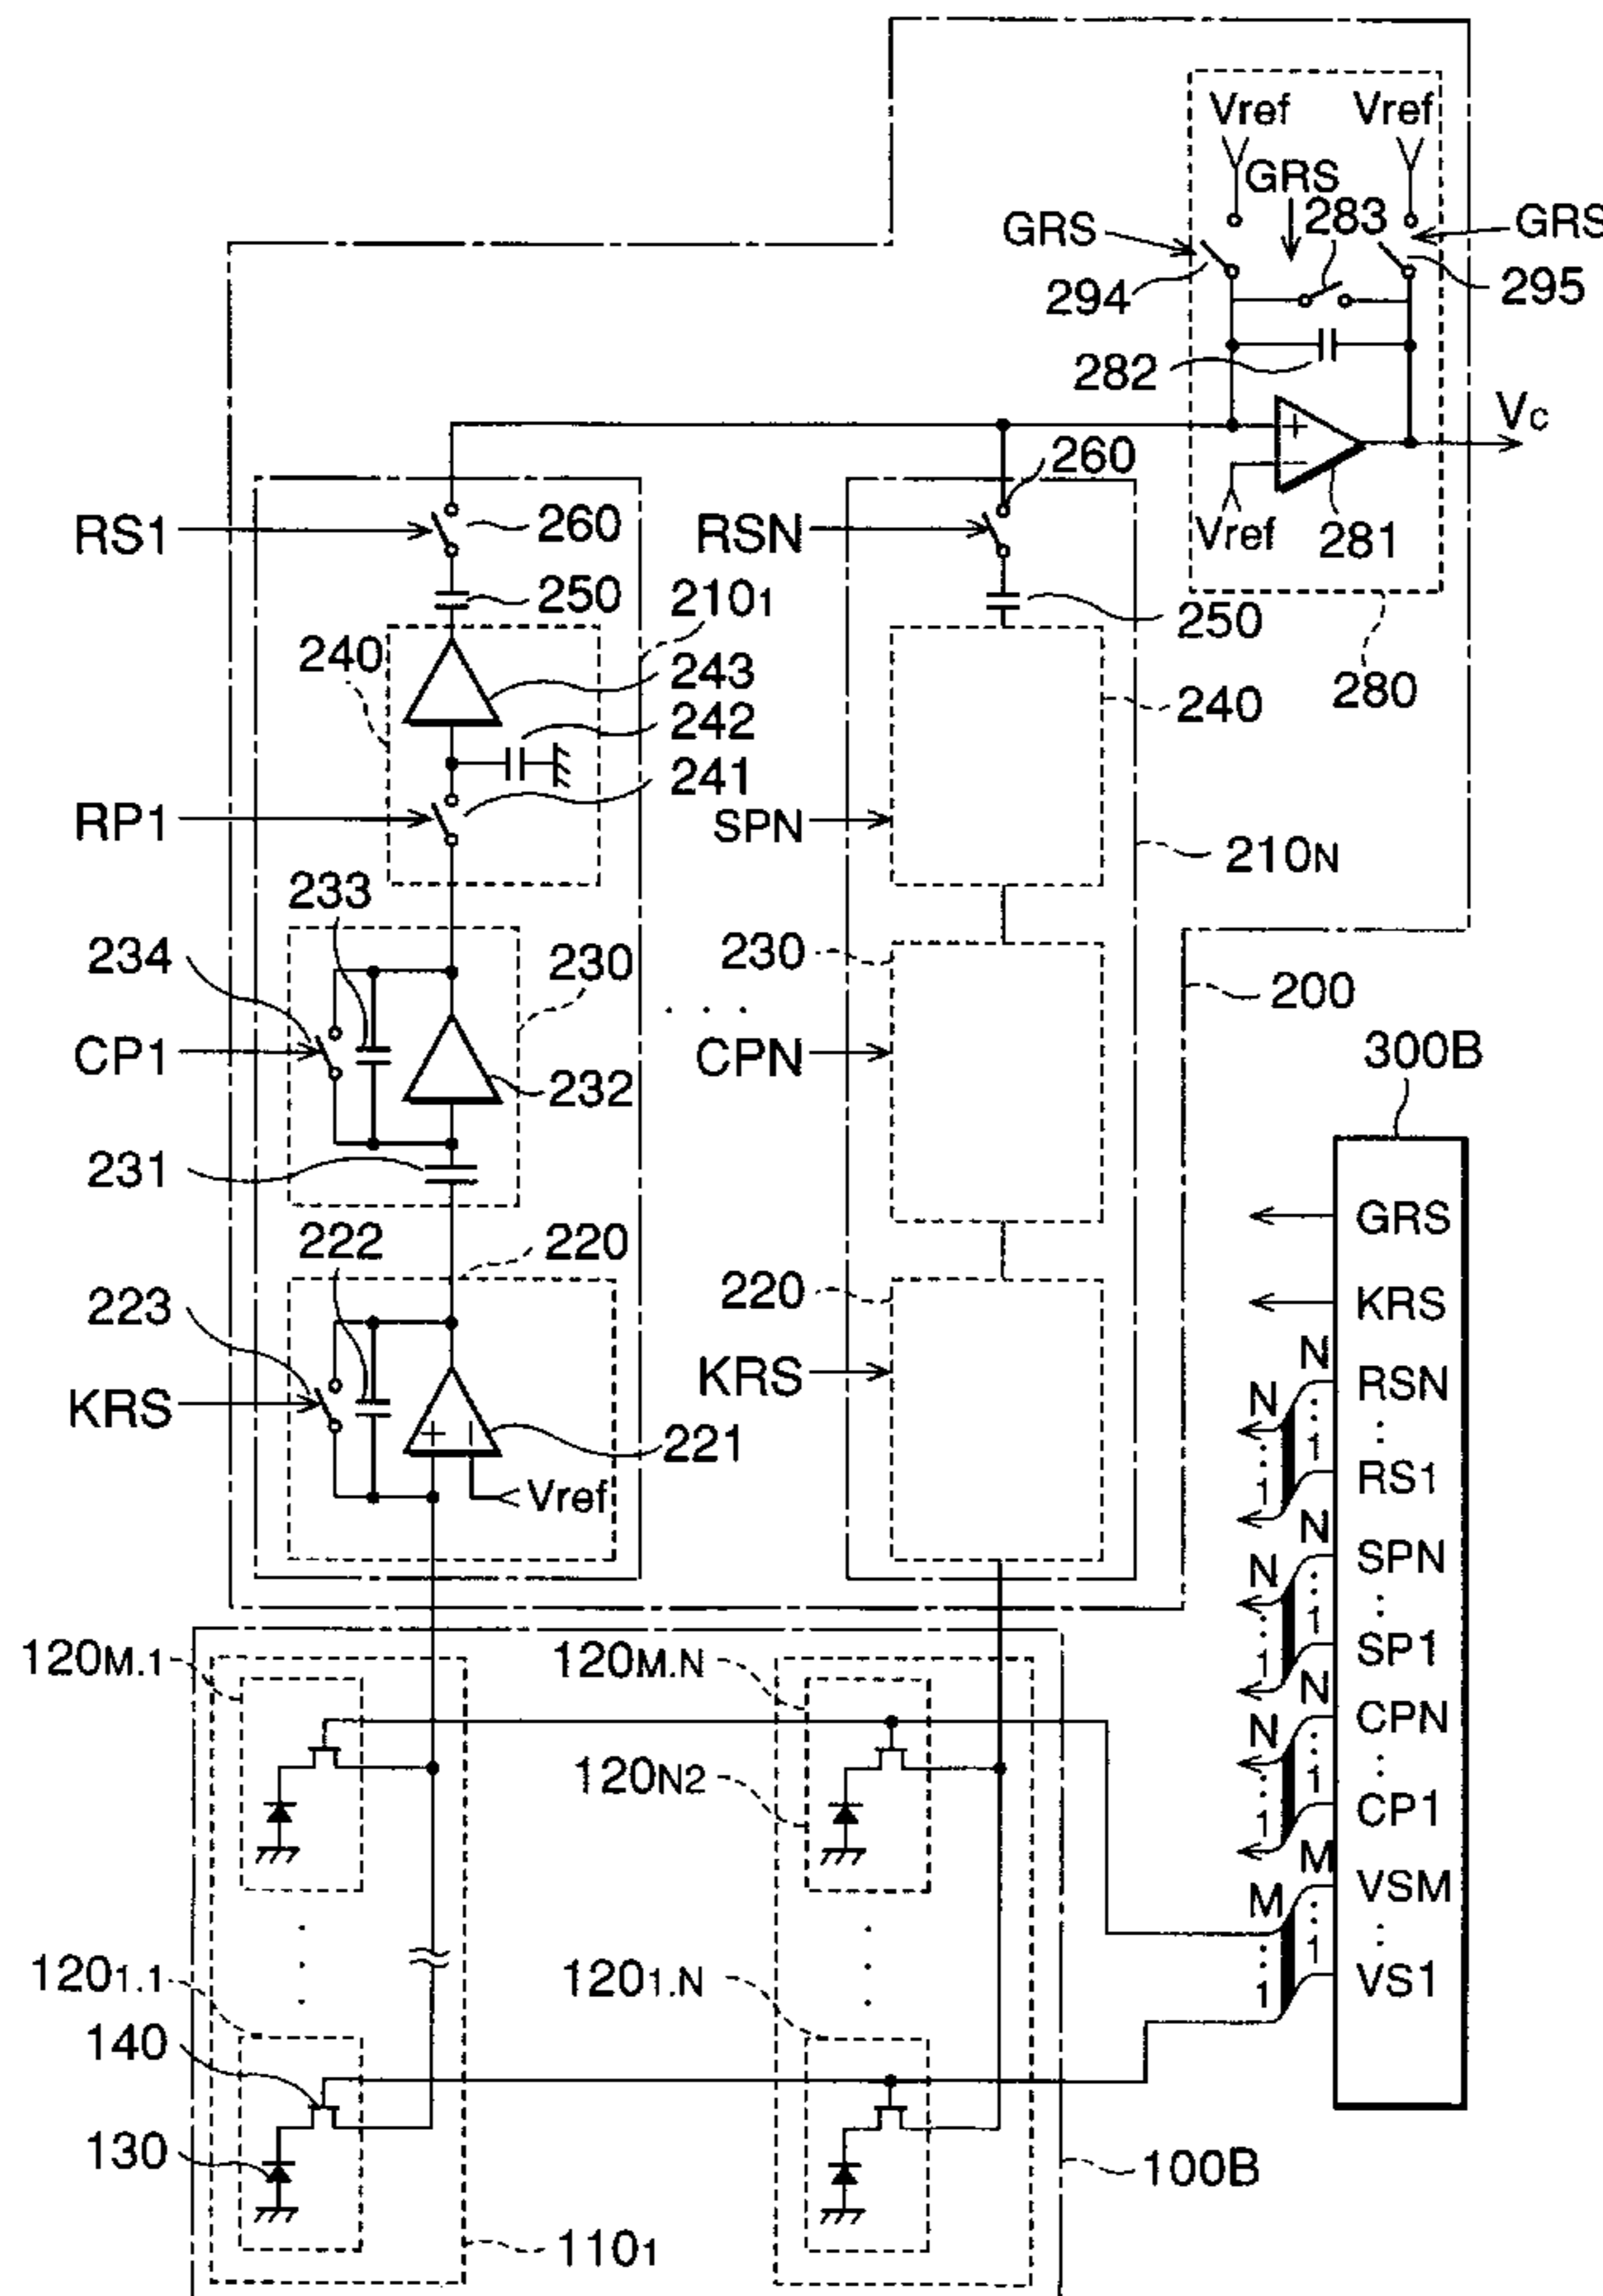 Vref Vref
GRS
GRS 283 GRS
294 295
282
Vc
260
RS1 260 RSN Vref 281
250 210₁ 250
240 243 240 280
242
RP1 241 SPN
210N
233
234 230 230 200
. . .
CP1 232 CPN 300B
231
222 220 220 GRS
223 KRS
KRS 221 KRS N RSN
N 1
Vref 1 RS1
N SPN
N 1
120M.1 120M.N 1 SP1
N CPN
120N2 N 1
1 CP1
M VSM
M 1
120₁.₁ 120₁.N 1 VS1
140
130 100B
110₁